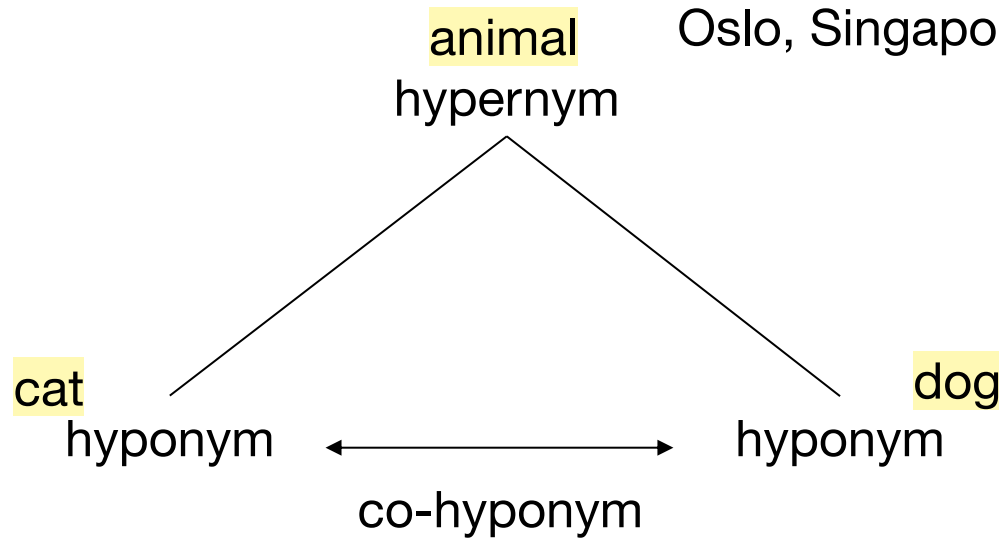 animal
Oslo, Singapo
hypernym
cat
dog
hyponym
hyponym
co-hyponym